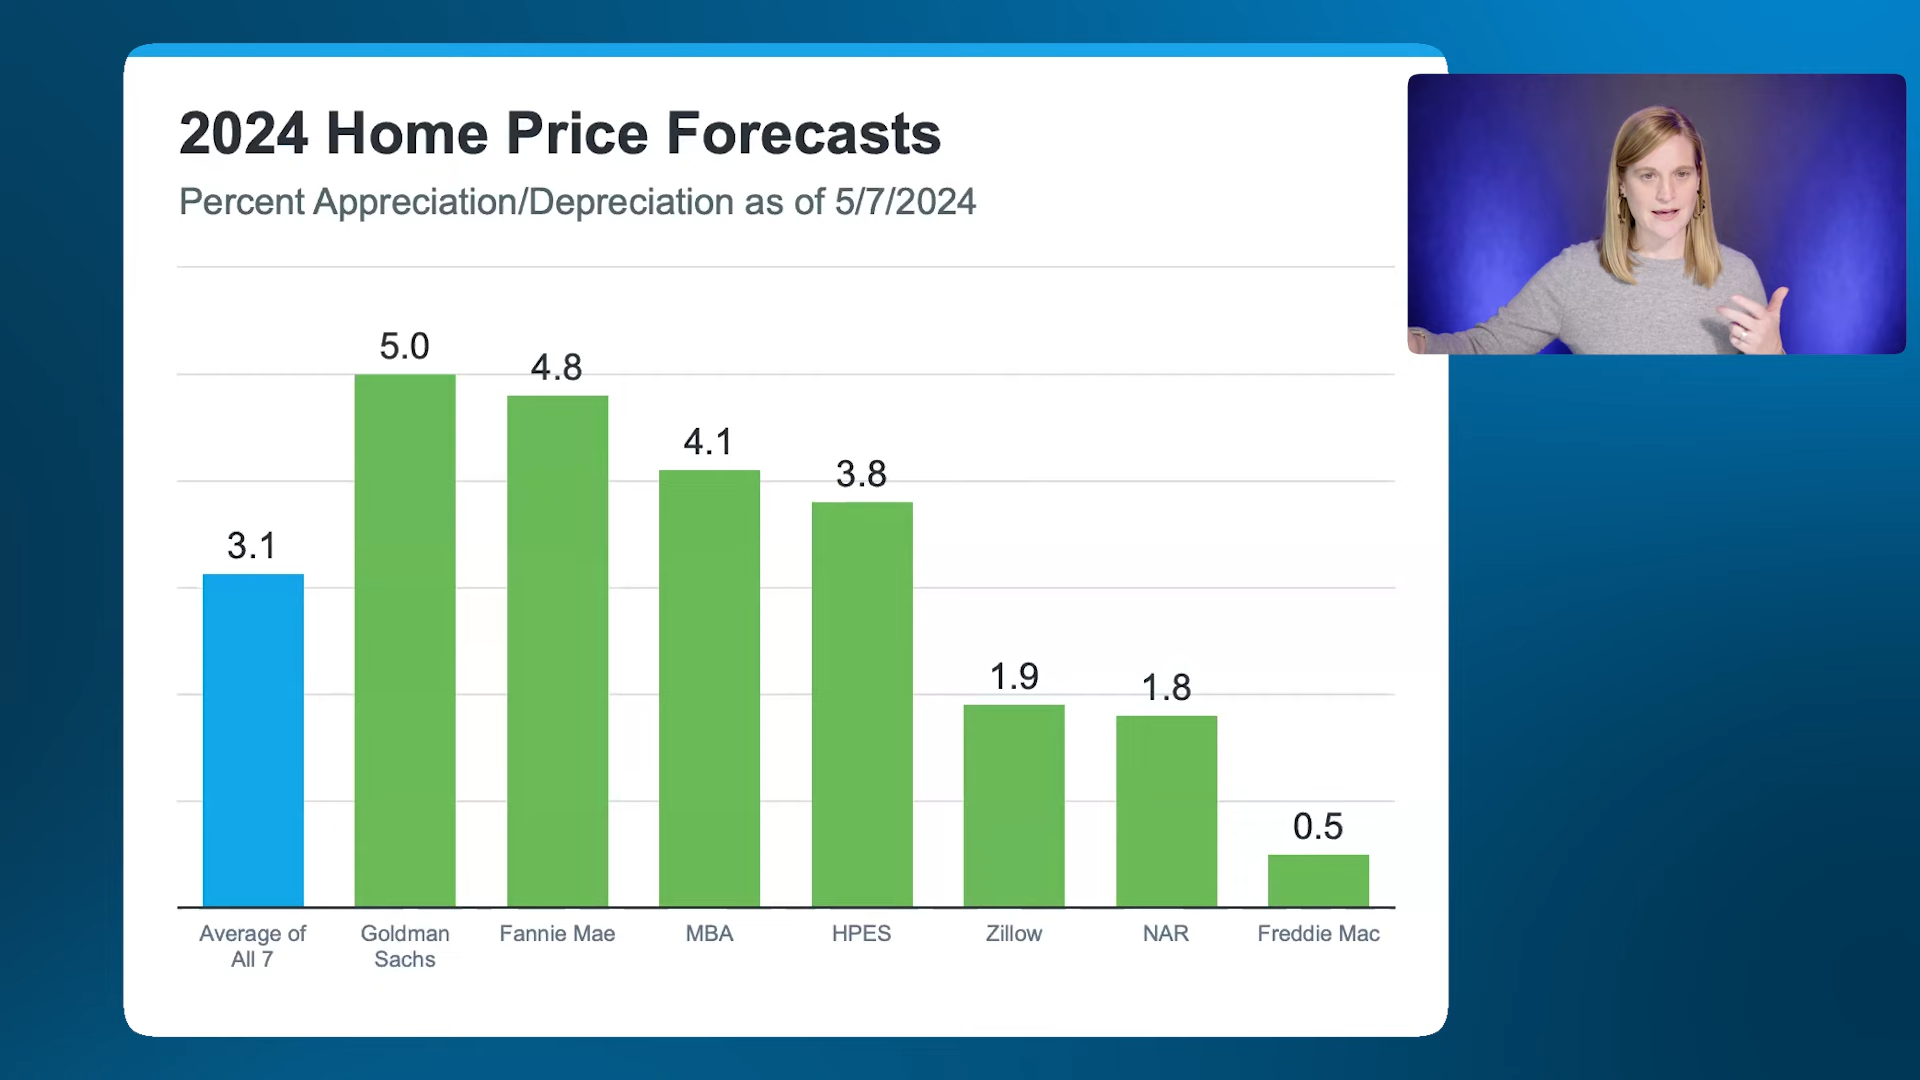 2024 Home Price Forecasts
Percent Appreciation/Depreciation as of 5/7/2024
3.1
5.0
4.8
4.1
3.8
1.9
1.8
0.5
Average of
All 7
Goldman
Sachs
Fannie Mae
MBA
HPES
Zillow
NAR
Freddie Mac